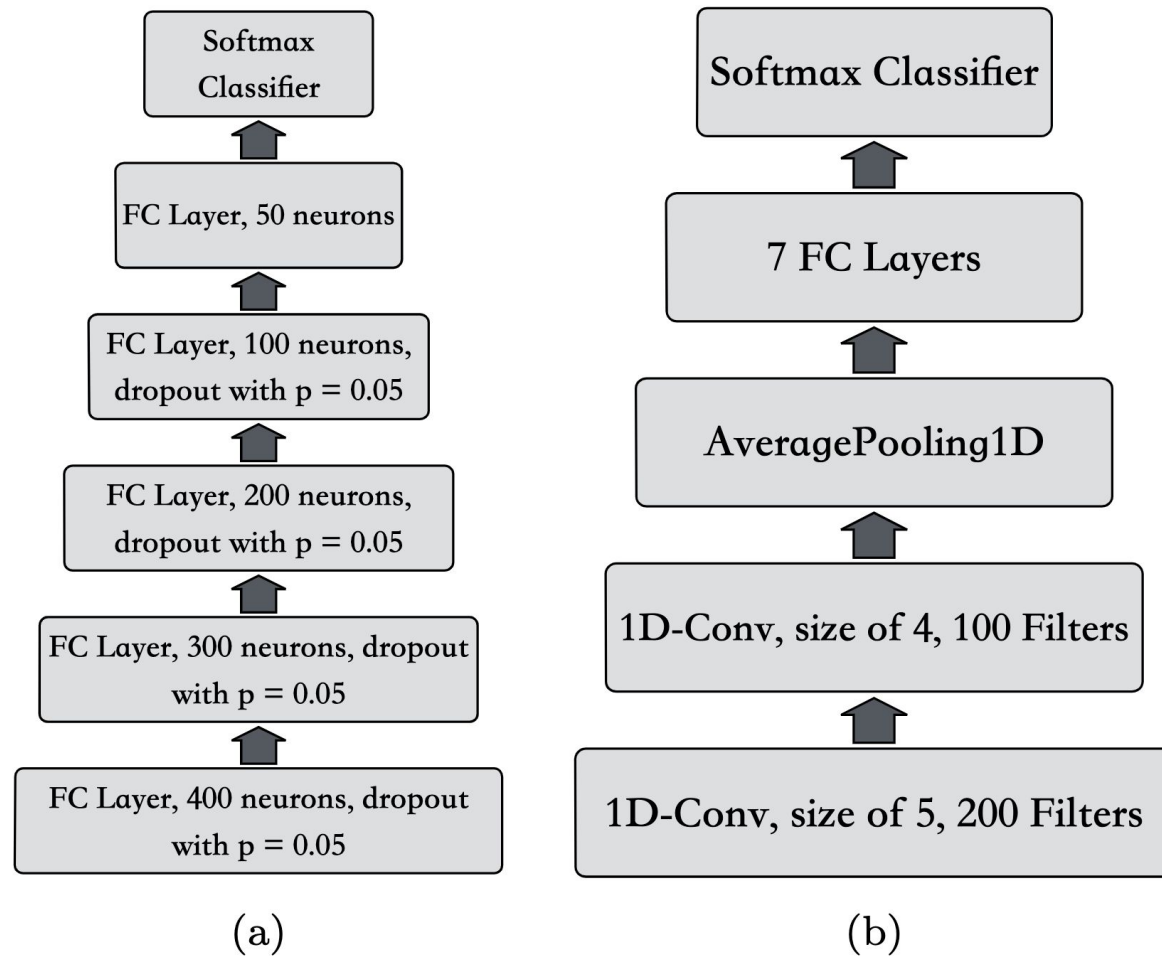 Softmax
Classifier
FC Layer, 50 neurons
FC Layer, 100 neurons,
dropout with p = 0.05
FC Layer, 200 neurons,
dropout with p = 0.05
FC Layer, 300 neurons, dropout
with p = 0.05
FC Layer, 400 neurons, dropout
with p = 0.05
(a)
Softmax Classifier
7 FC Layers
AveragePooling1D
1D-Conv, size of 4, 100 Filters
1D-Conv, size of 5, 200 Filters
(b)